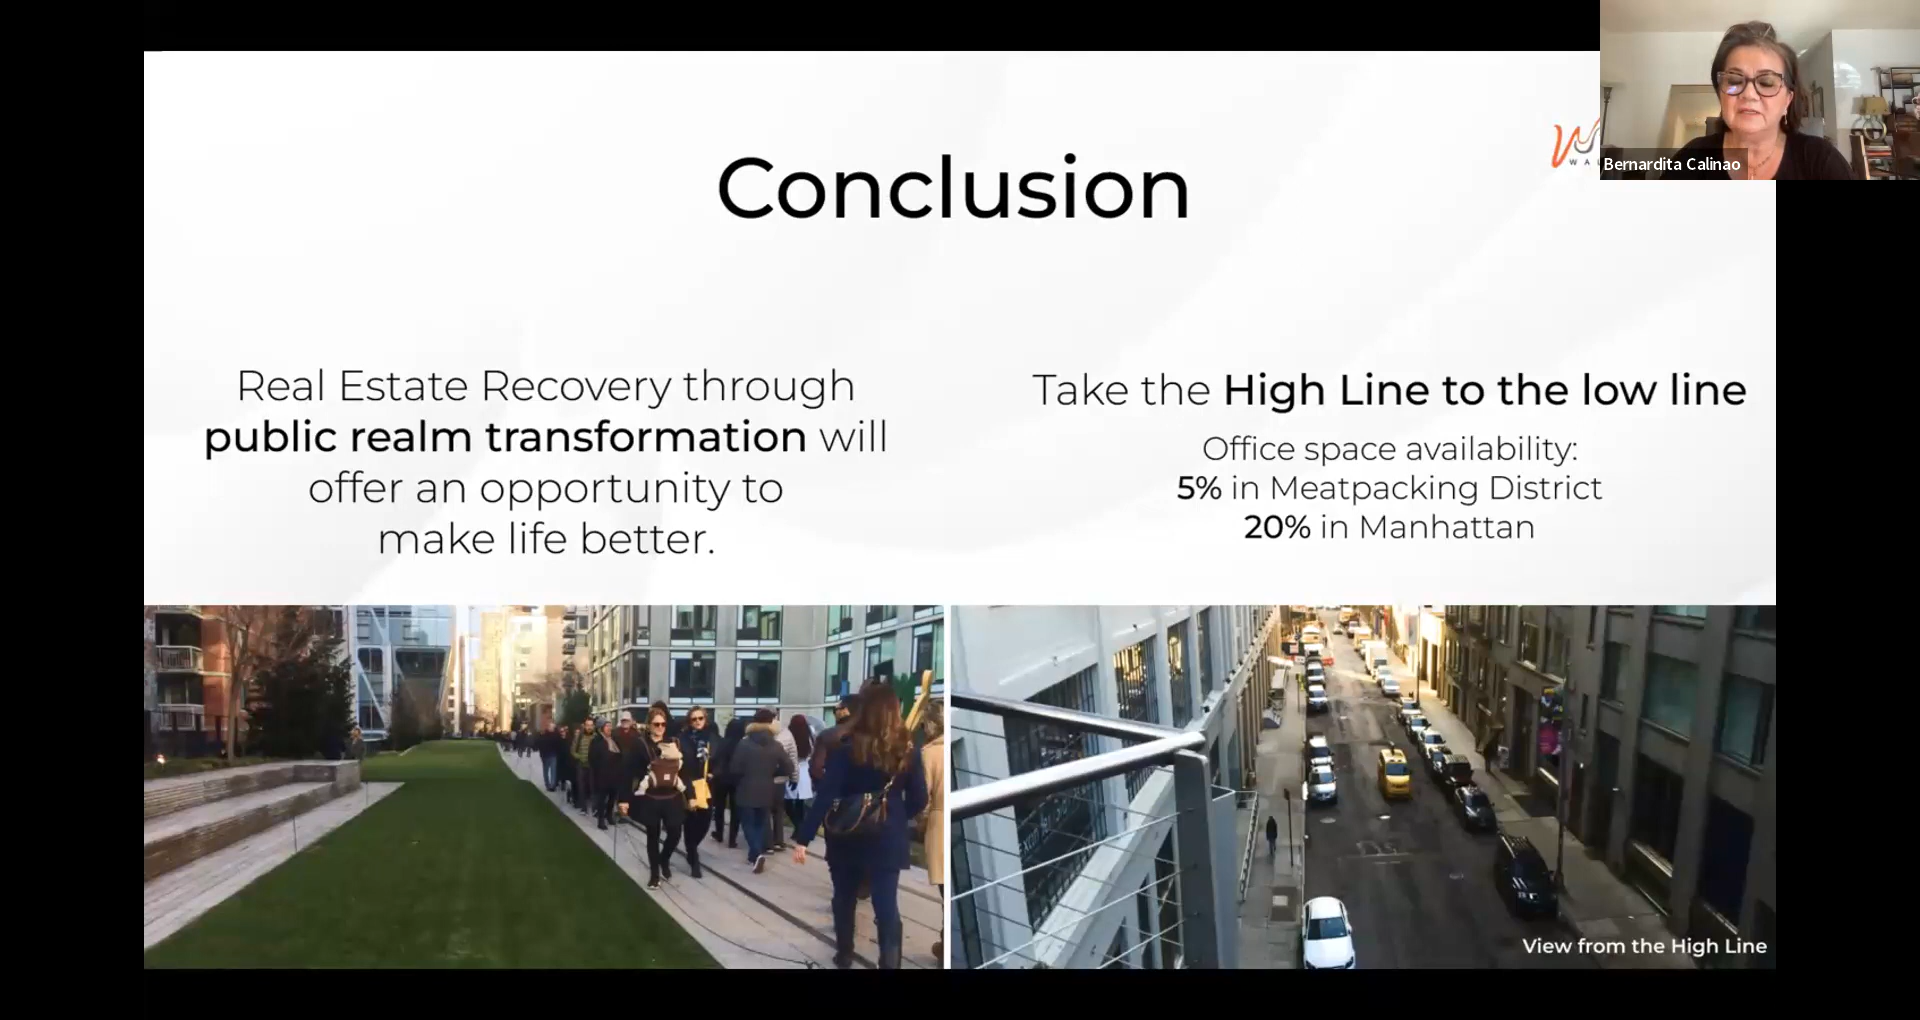 Conclusion
Bernardita Calinao
Real Estate Recovery through
public realm transformation will
offer an opportunity to
make life better.
Take the High Line to the low line
Office space availability:
5% in Meatpacking District
20% in Manhattan
View from the High Line